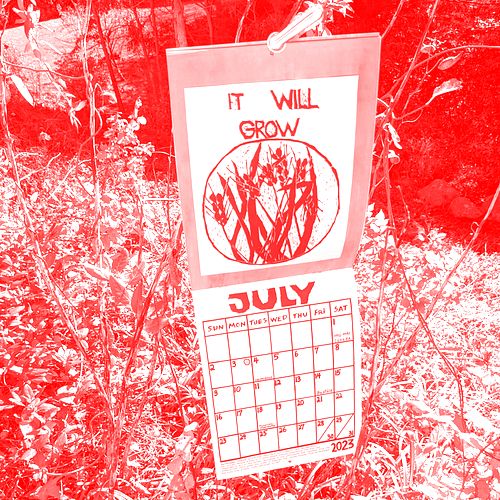 IT WILL
GROW
JULY
SUN MON TUES WED THU FRI SAT
1
2 3 4 5 6 7 8
9 10 11 12 13 14 15
16 17 18 19 20 21 22
23 24 25 26 27 28 29
30 31
2023